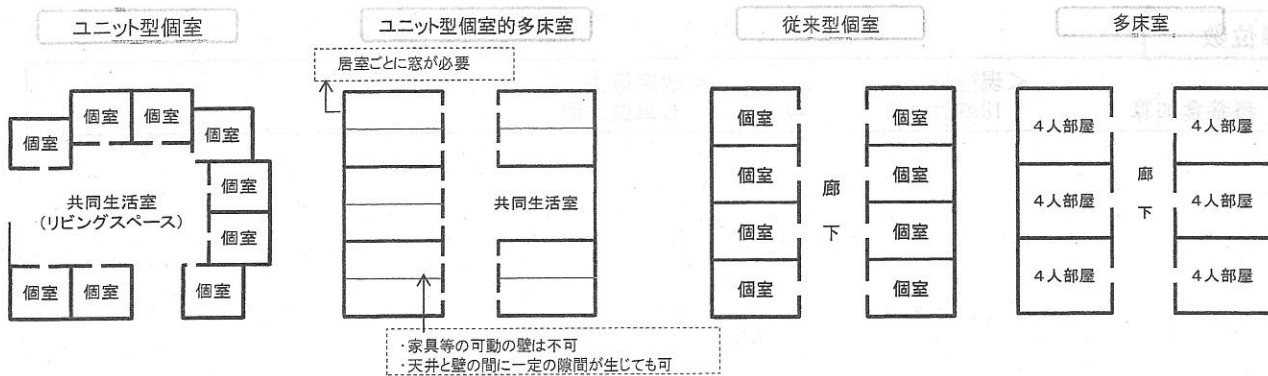 ユニット型個室
ユニット型個室的多床室
従来型個室
多床室
居室ごとに窓が必要
個室
個室
個室
個室
個室
個室
個室
個室
個室
共同生活室
(リビングスペース)
共同生活室
・家具等の可動の壁は不可
・天井と壁の間に一定の隙間が生じても可
個室
個室
個室
個室
廊
下
個室
個室
個室
個室
4人部屋
4人部屋
4人部屋
廊
下
4人部屋
4人部屋
4人部屋